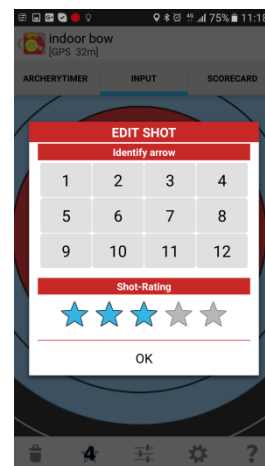 75% 11:18
indoor bow
[GPS 32m]
ARCHERYTIMER INPUT SCORECARD
EDIT SHOT
Identify arrow
1 2 3 4
5 6 7 8
9 10 11 12
Shot-Rating
OK
4 ?